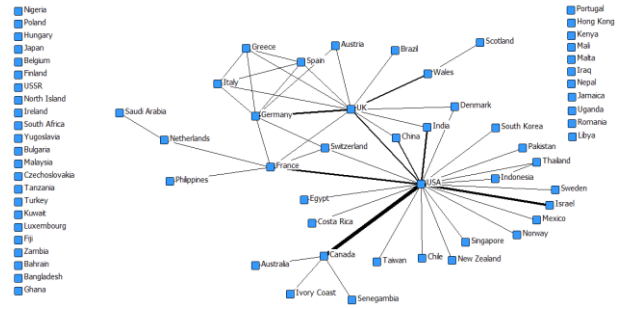 Nigeria
Poland
Hungary
Japan
Belgium
Finland
USSR
North Island
Ireland
South Africa
Yugoslavia
Bulgaria
Malaysia
Czechoslovakia
Tanzania
Turkey
Kuwait
Luxembourg
Fiji
Zambia
Bahrain
Bangladesh
Ghana
Greece
Spain
Austria
Brazil
Scotland
Wales
Italy
Germany
UK
Denmark
India
China
South Korea
Saudi Arabia
Netherlands
Switzerland
Pakistan
Thailand
France
Philippines
Indonesia
USA
Sweden
Egypt
Israel
Costa Rica
Mexico
Norway
Singapore
Canada
Australia
Taiwan
Chile
New Zealand
Ivory Coast
Senegambia
Portugal
Hong Kong
Kenya
Mali
Malta
Iraq
Nepal
Jamaica
Uganda
Romania
Libya